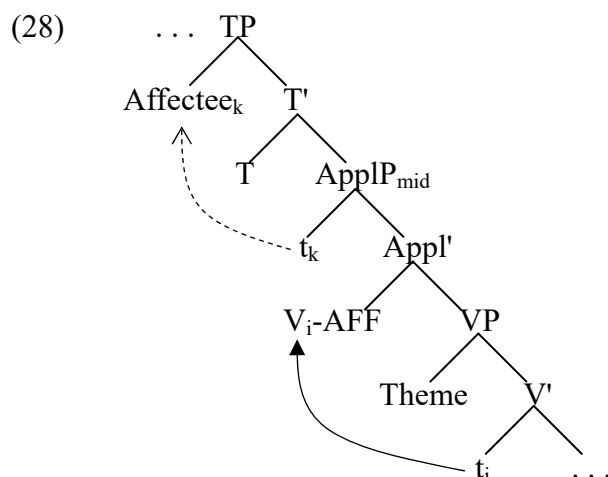 (28) . . . TP
Affecteeₖ T'
T ApplPmid
tₖ Appl'
Vᵢ-AFF VP
Theme V'
tᵢ . . .